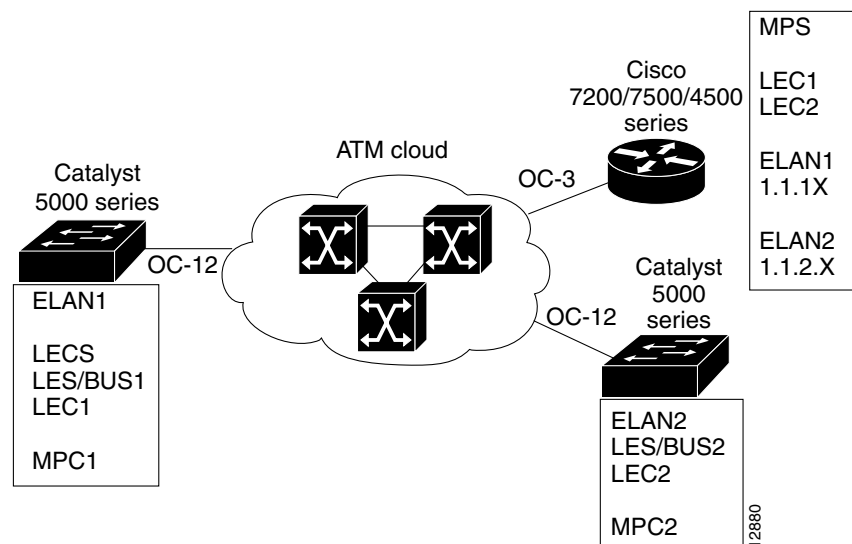 MPS
LEC1
LEC2
ELAN1
1.1.1X
ELAN2
1.1.2.X
Cisco
7200/7500/4500
series
ATM cloud
OC-3
Catalyst
5000 series
OC-12
ELAN1
LECS
LES/BUS1
LEC1
MPC1
Catalyst
5000
series
OC-12
ELAN2
LES/BUS2
LEC2
MPC2
12880